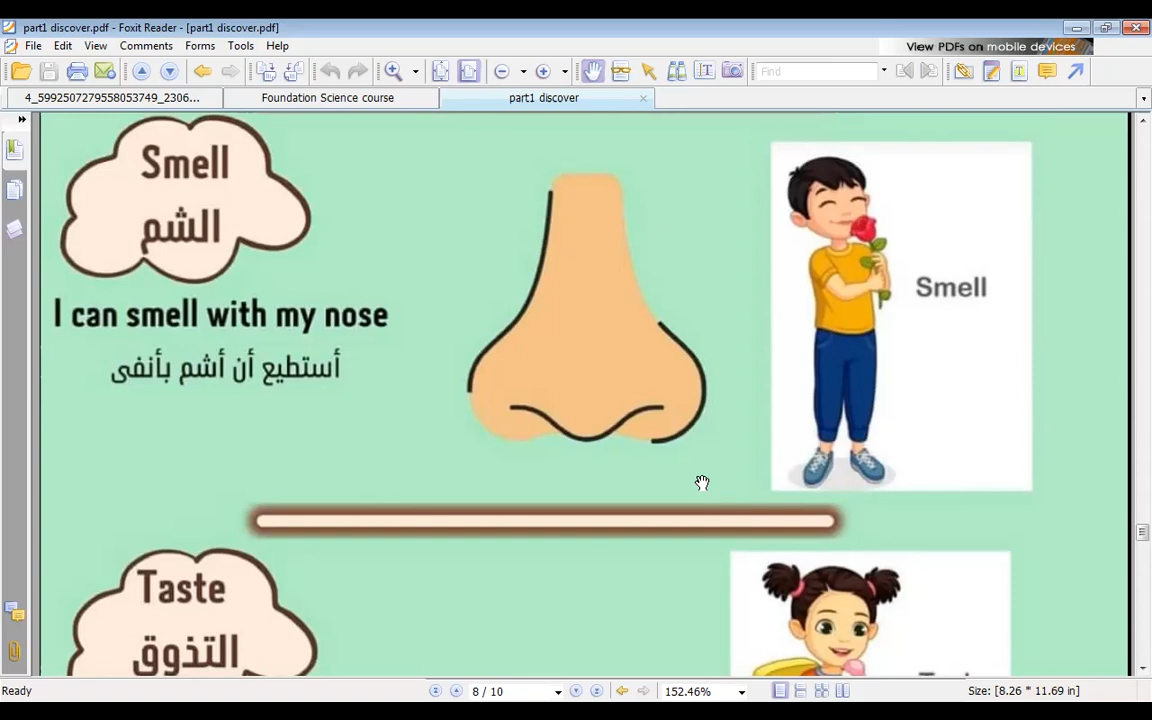 part1 discover.pdf - Foxit Reader - [part1 discover.pdf]
File Edit View Comments Forms Tools Help
View PDFs on mobile devices
Find
4_5992507279558053749_2306...
Foundation Science course
part1 discover
Smell
الشم
I can smell with my nose
أستطيع أن أشم بأنفى
Smell
Taste
التذوق
Ready
8 / 10
152.46%
Size: [8.26 * 11.69 in]